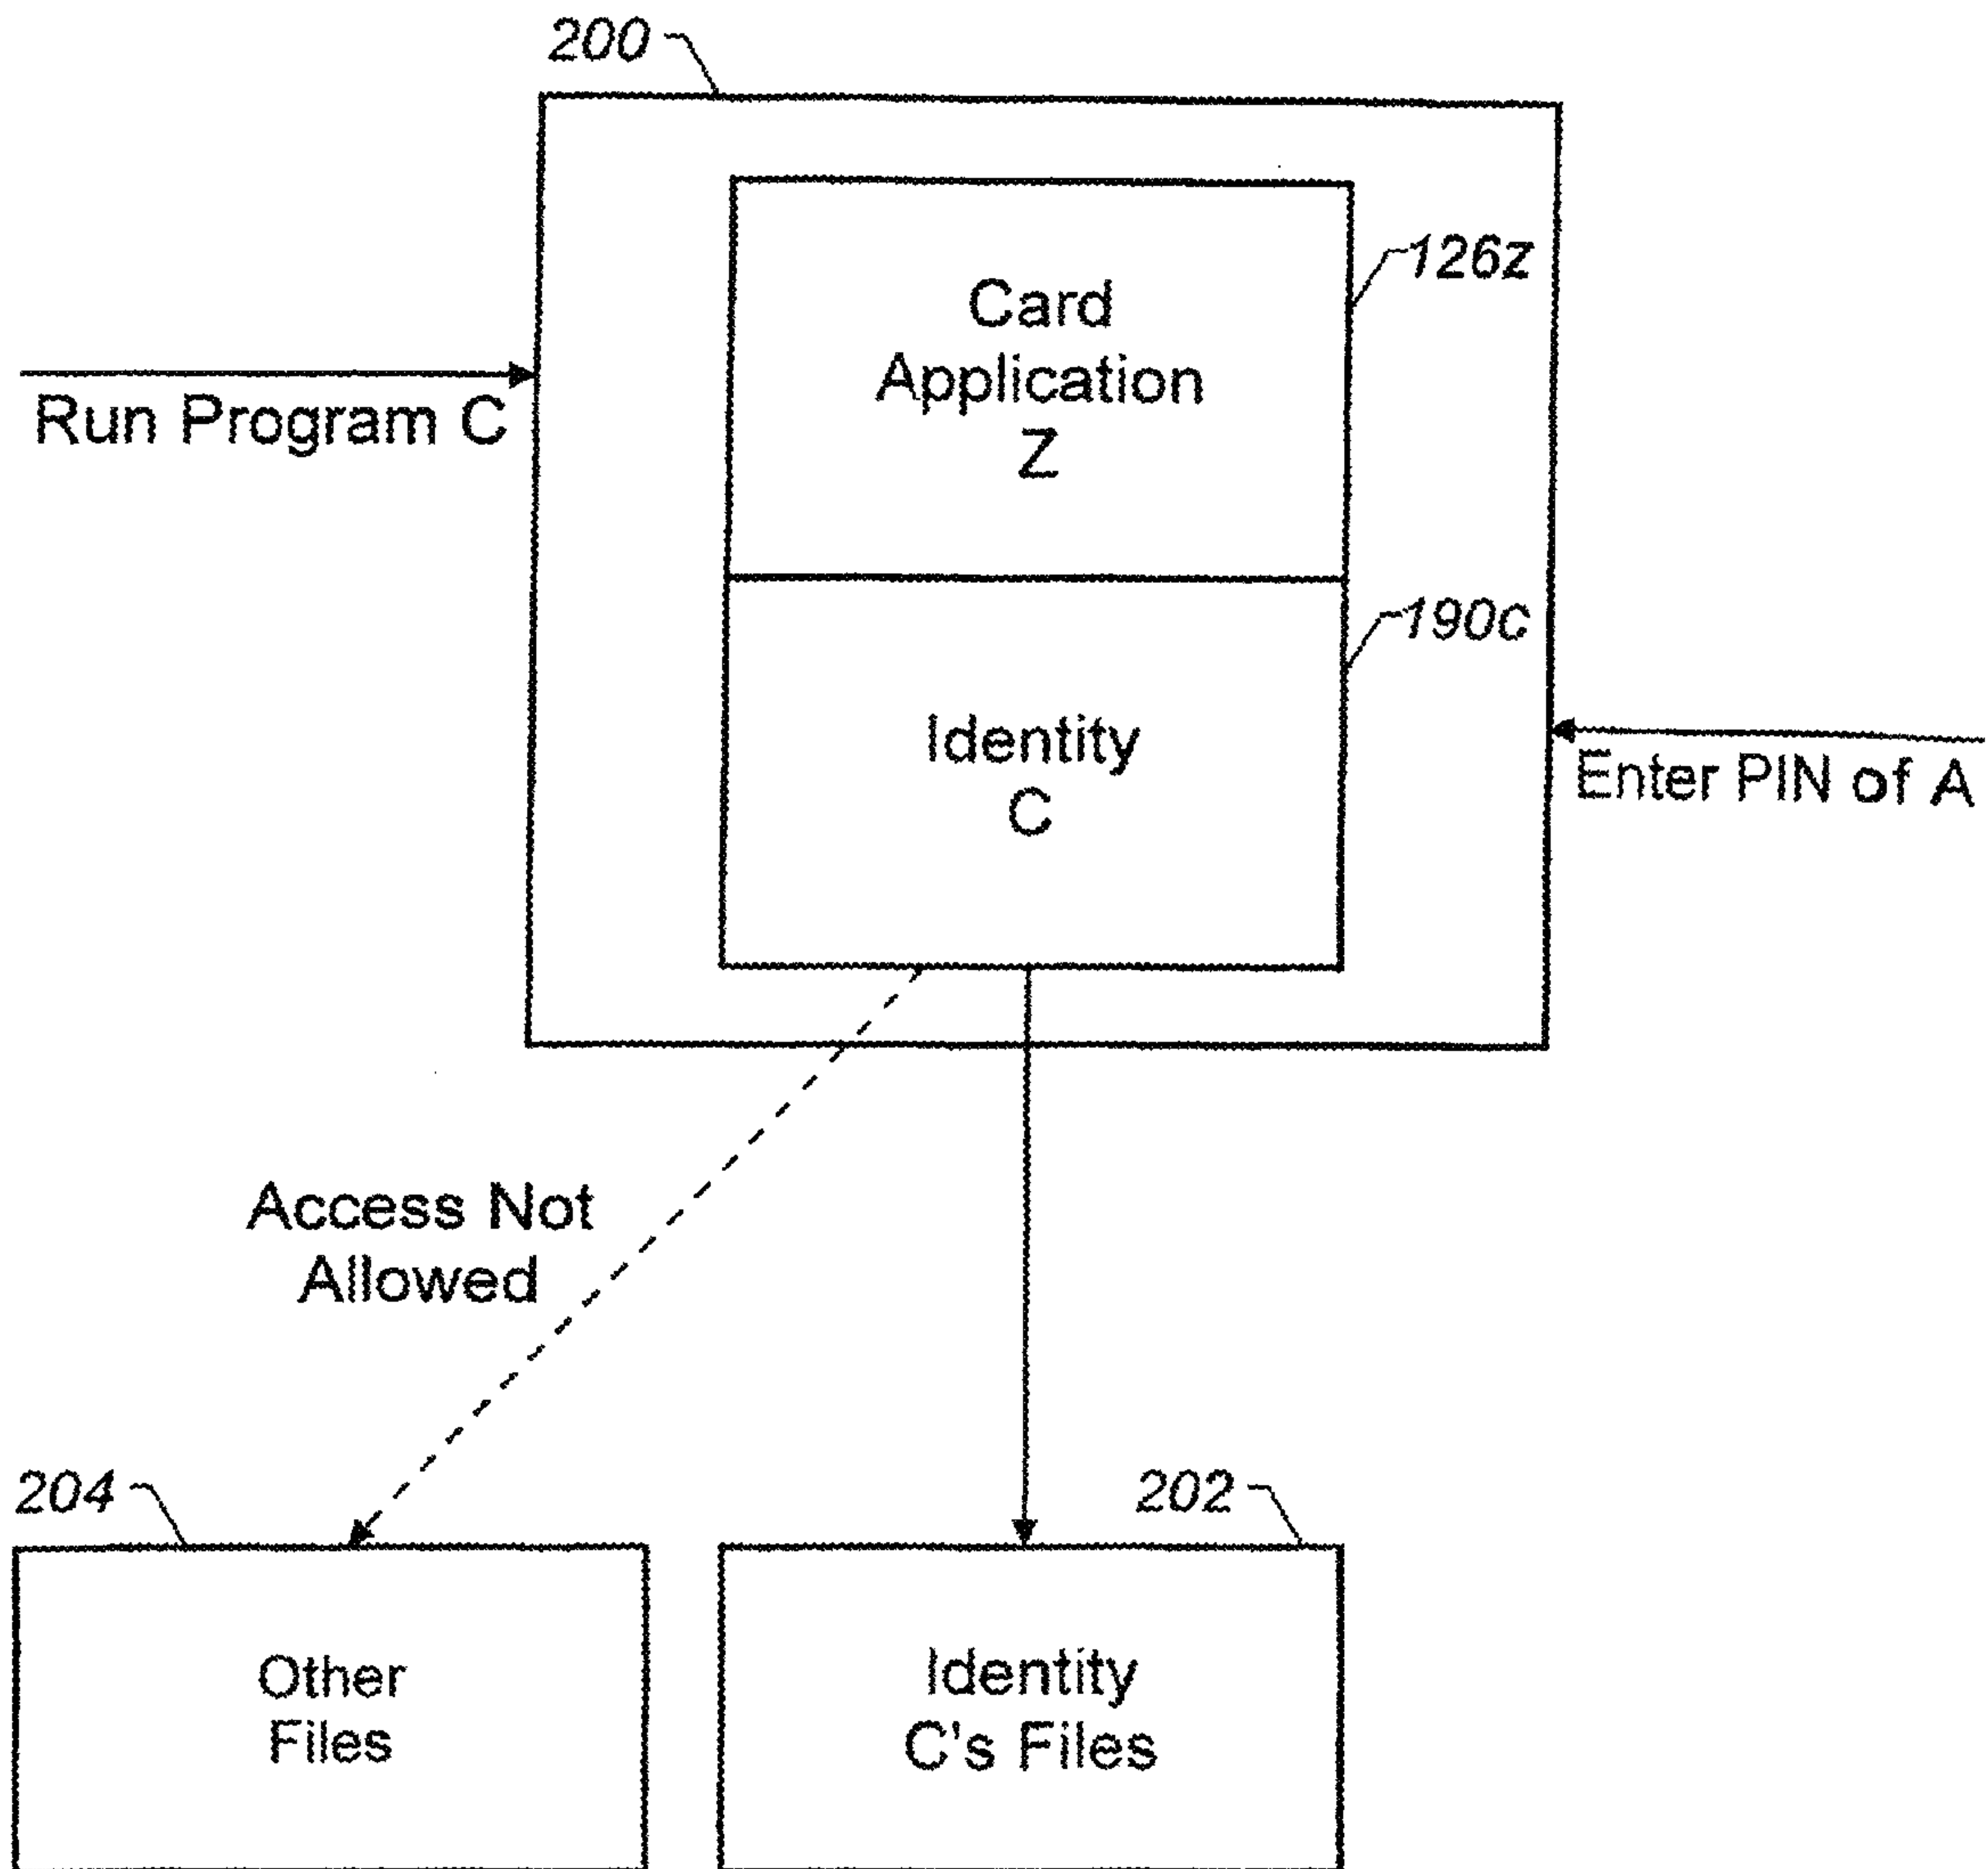 200
Card
Application
Z
126z
Run Program C
Identity
C
190c
Enter PIN of A
Access Not
Allowed
204
Other
Files
202
Identity
C's Files